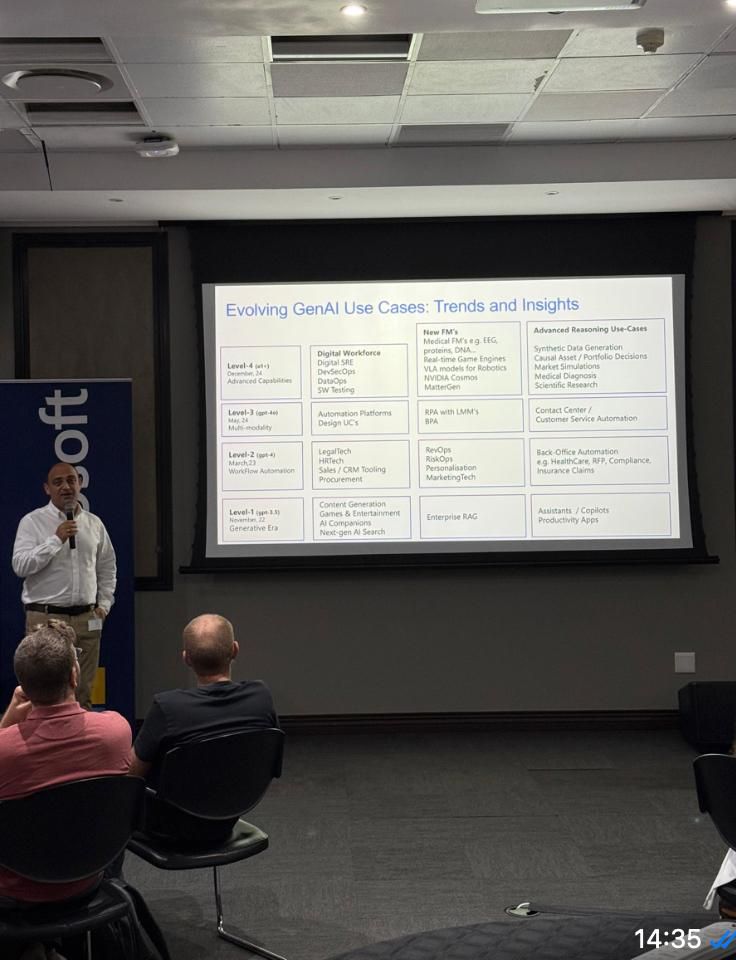 Evolving GenAI Use Cases: Trends and Insights
Level-4 (o1+)
December, 24
Advanced Capabilities
Digital Workforce
Digital SRE
DevSecOps
DataOps
SW Testing
New FM's
Medical FM's e.g. EEG,
proteins, DNA...
Real-time Game Engines
VLA models for Robotics
NVIDIA Cosmos
MatterGen
Advanced Reasoning Use-Cases
Synthetic Data Generation
Causal Asset / Portfolio Decisions
Market Simulations
Medical Diagnosis
Scientific Research
Level-3 (gpt-4o)
May, 24
Multi-modality
Automation Platforms
Design UC's
RPA with LMM's
BPA
Contact Center /
Customer Service Automation
Level-2 (gpt-4)
March,23
WorkFlow Automation
LegalTech
HRTech
Sales / CRM Tooling
Procurement
RevOps
RiskOps
Personalisation
MarketingTech
Back-Office Automation
e.g. HealthCare, RFP, Compliance,
Insurance Claims
Level-1 (gpt-3.5)
November, 22
Generative Era
Content Generation
Games & Entertainment
AI Companions
Next-gen AI Search
Enterprise RAG
Assistants / Copilots
Productivity Apps
soft
14:35